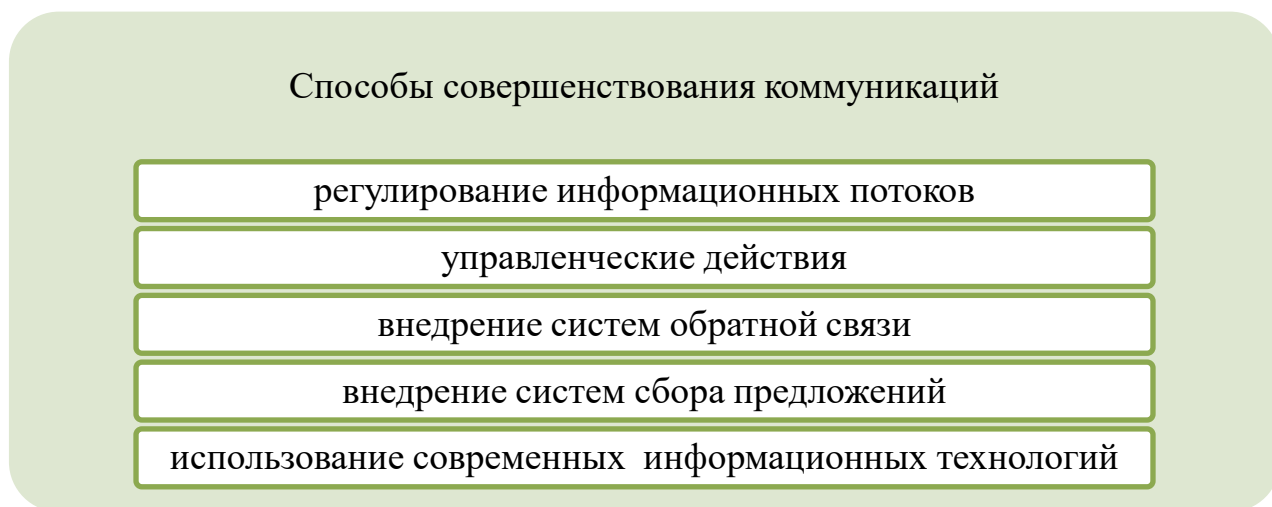 Способы совершенствования коммуникаций
регулирование информационных потоков
управленческие действия
внедрение систем обратной связи
внедрение систем сбора предложений
использование современных  информационных технологий